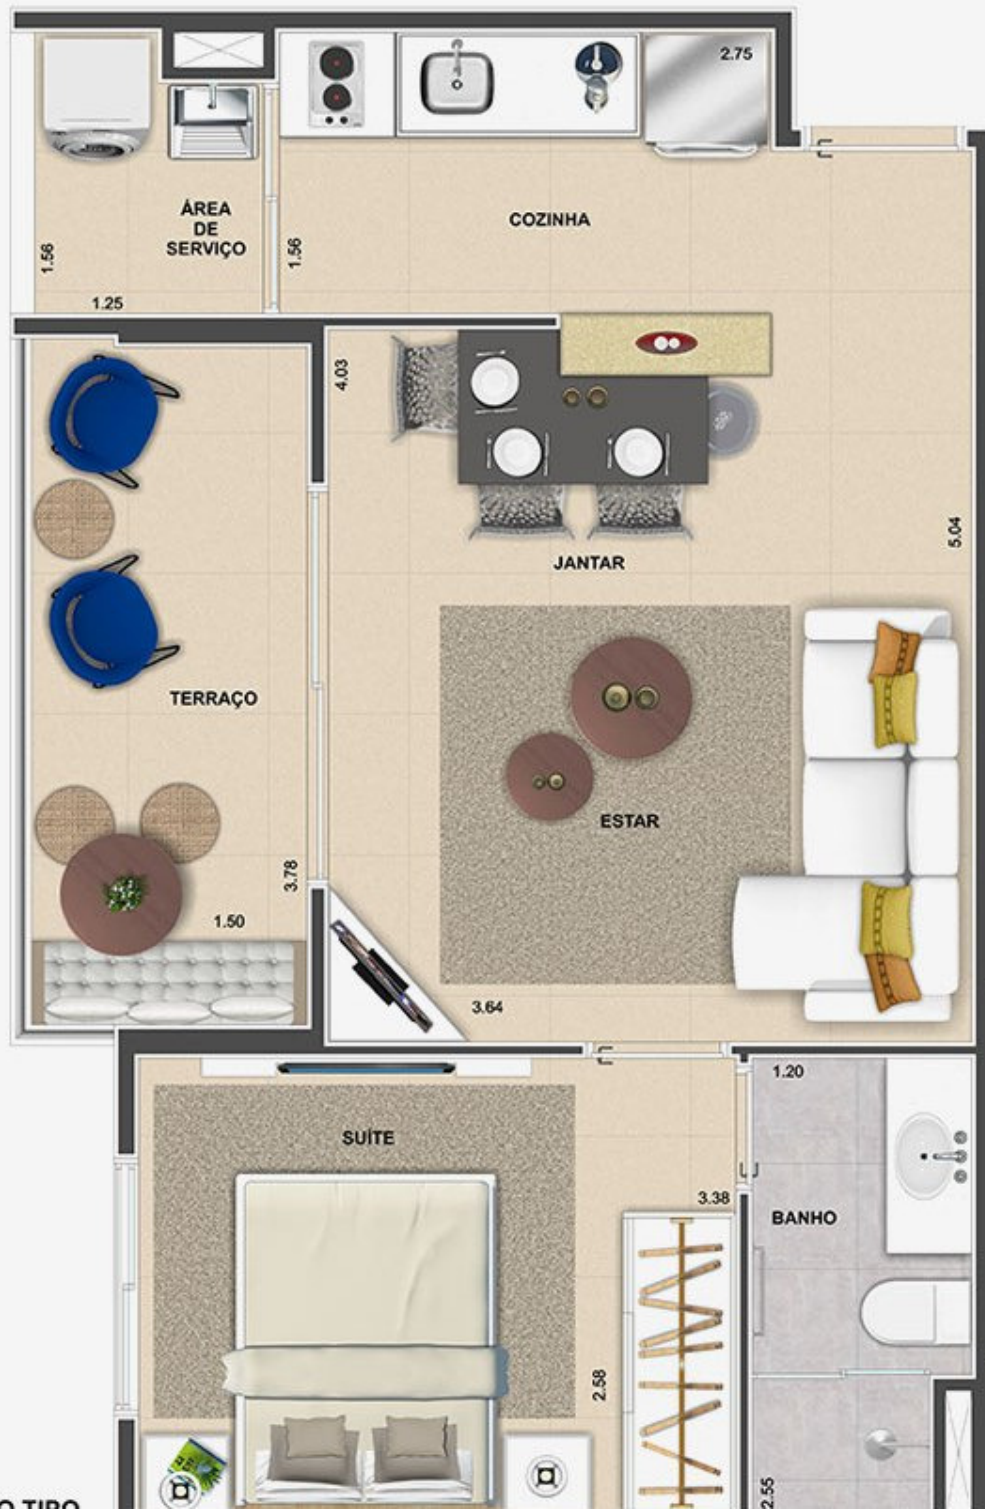 2.75
ÁREA
DE
SERVIÇO
COZINHA
1.56
1.56
1.25
4.03
5.04
JANTAR
TERRAÇO
ESTAR
3.78
1.50
3.64
1.20
SUÍTE
3.38
BANHO
2.58
2.55
O TIPO